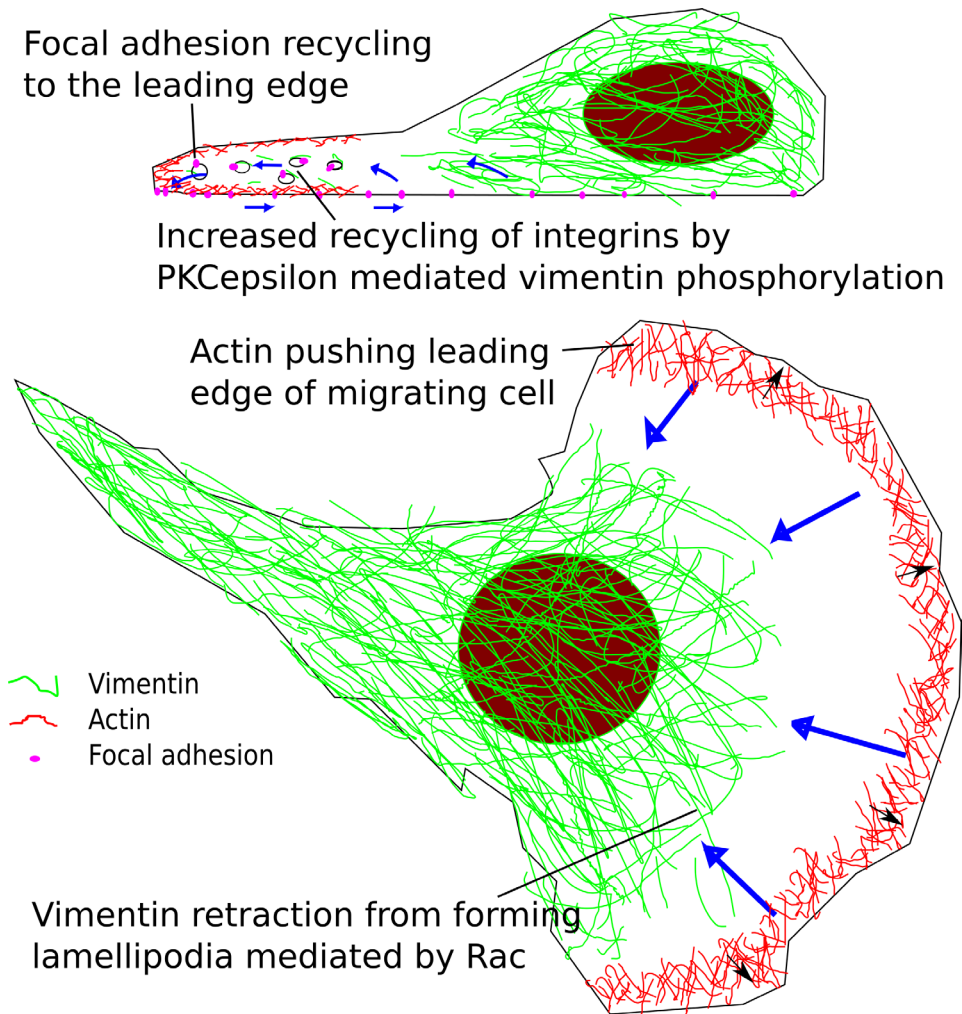 Focal adhesion recycling
to the leading edge
Increased recycling of integrins by
PKCepsilon mediated vimentin phosphorylation
Actin pushing leading
edge of migrating cell
Vimentin
Actin
Focal adhesion
Vimentin retraction from forming
lamellipodia mediated by Rac